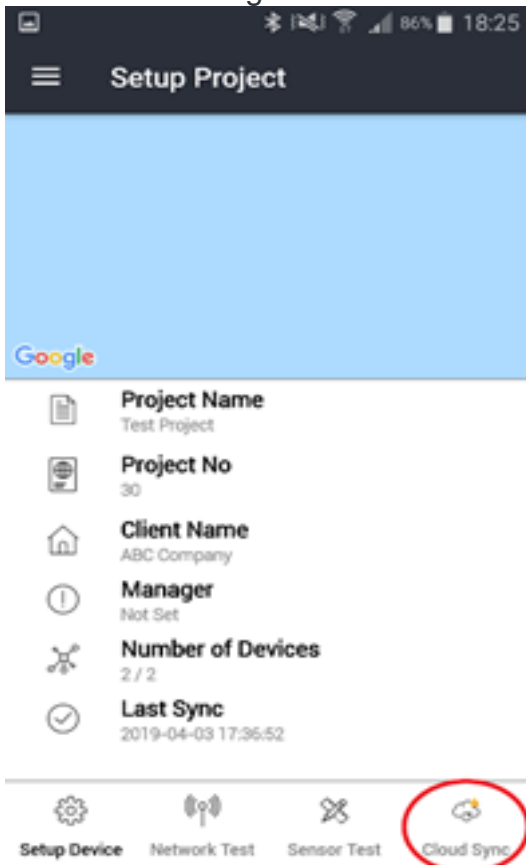 86% 18:25
Setup Project
Google
Project Name
Test Project
Project No
30
Client Name
ABC Company
Manager
Not Set
Number of Devices
2 / 2
Last Sync
2019-04-03 17:36:52
Setup Device Network Test Sensor Test Cloud Sync